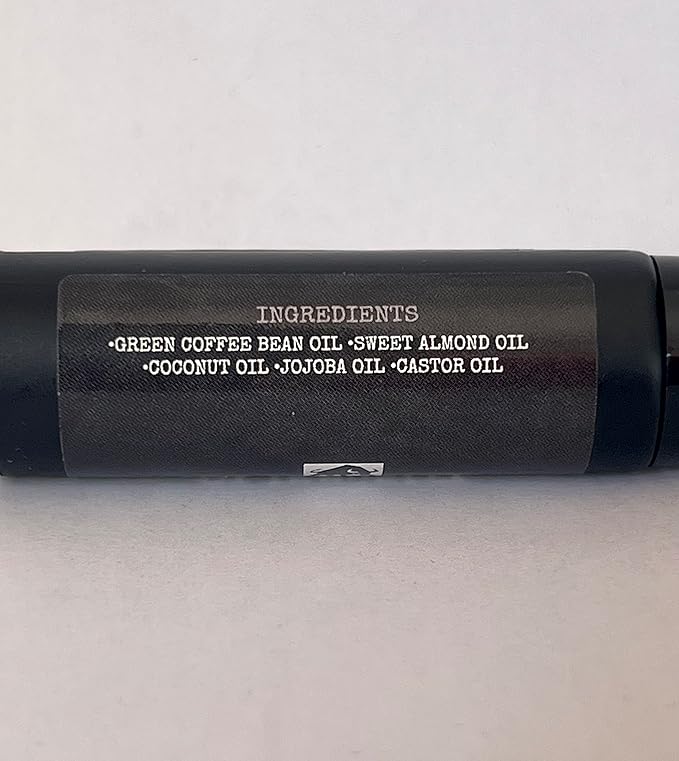 INGREDIENTS
•GREEN COFFEE BEAN OIL •SWEET ALMOND OIL
•COCONUT OIL •JOJOBA OIL •CASTOR OIL